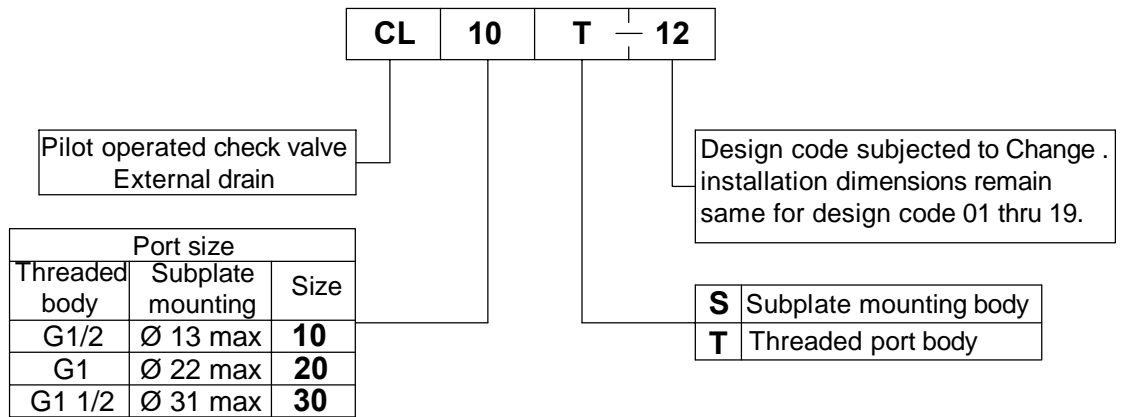 CL 10 T — 12
Pilot operated check valve
External drain
Design code subjected to Change .
installation dimensions remain
same for design code 01 thru 19.
Port size
Threaded body Subplate mounting Size
G1/2 Ø 13 max 10
G1 Ø 22 max 20
G1 1/2 Ø 31 max 30
S Subplate mounting body
T Threaded port body